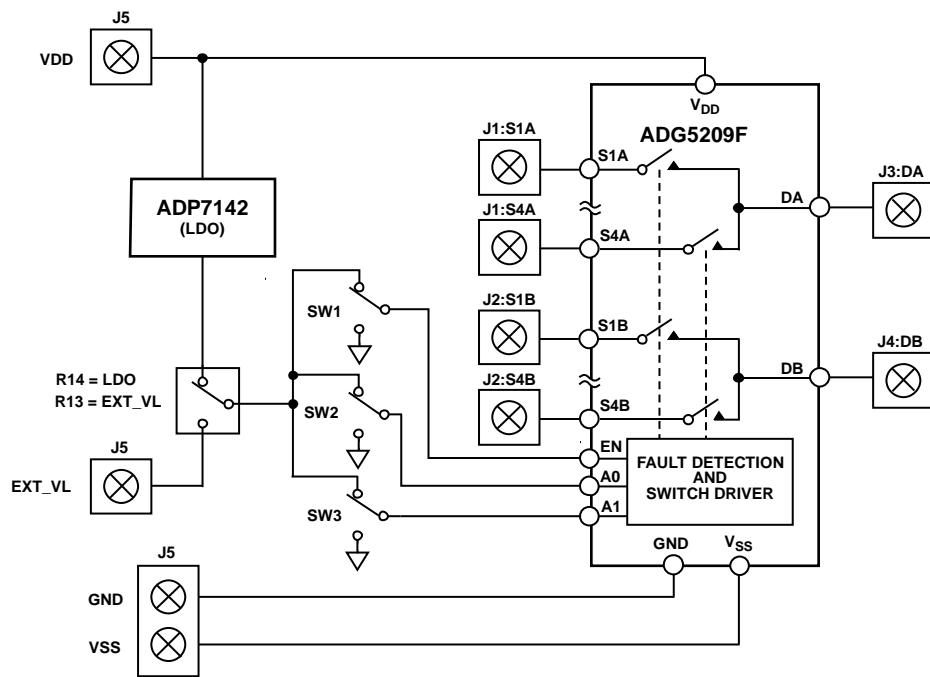 J5
VDD
VDD
ADG5209F
J1:S1A
S1A
J3:DA
DA
ADP7142
(LDO)
J1:S4A
S4A
SW1
J2:S1B
S1B
J4:DB
DB
R14 = LDO
R13 = EXT_VL
SW2
J2:S4B
S4B
J5
EXT_VL
EN
A0
A1
FAULT DETECTION
AND
SWITCH DRIVER
SW3
GND
VSS
J5
GND
VSS